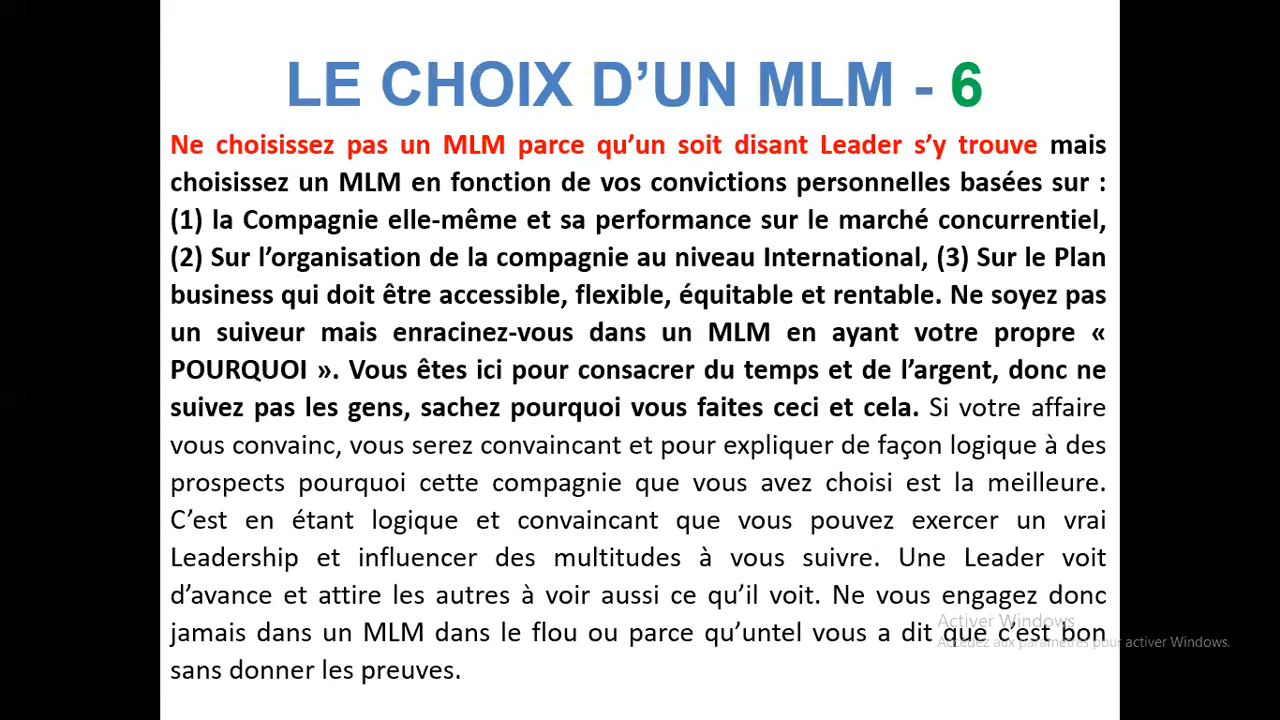 LE CHOIX D’UN MLM - 6
Ne choisissez pas un MLM parce qu’un soit disant Leader s’y trouve mais
choisissez un MLM en fonction de vos convictions personnelles basées sur :
(1) la Compagnie elle-même et sa performance sur le marché concurrentiel,
(2) Sur l’organisation de la compagnie au niveau International, (3) Sur le Plan
business qui doit être accessible, flexible, équitable et rentable. Ne soyez pas
un suiveur mais enracinez-vous dans un MLM en ayant votre propre «
POURQUOI ». Vous êtes ici pour consacrer du temps et de l’argent, donc ne
suivez pas les gens, sachez pourquoi vous faites ceci et cela. Si votre affaire
vous convainc, vous serez convaincant et pour expliquer de façon logique à des
prospects pourquoi cette compagnie que vous avez choisi est la meilleure.
C’est en étant logique et convaincant que vous pouvez exercer un vrai
Leadership et influencer des multitudes à vous suivre. Une Leader voit
d’avance et attire les autres à voir aussi ce qu’il voit. Ne vous engagez donc
jamais dans un MLM dans le flou ou parce qu’untel vous a dit que c’est bon
sans donner les preuves.
Activer Windows
Accédez aux paramètres pour activer Windows.